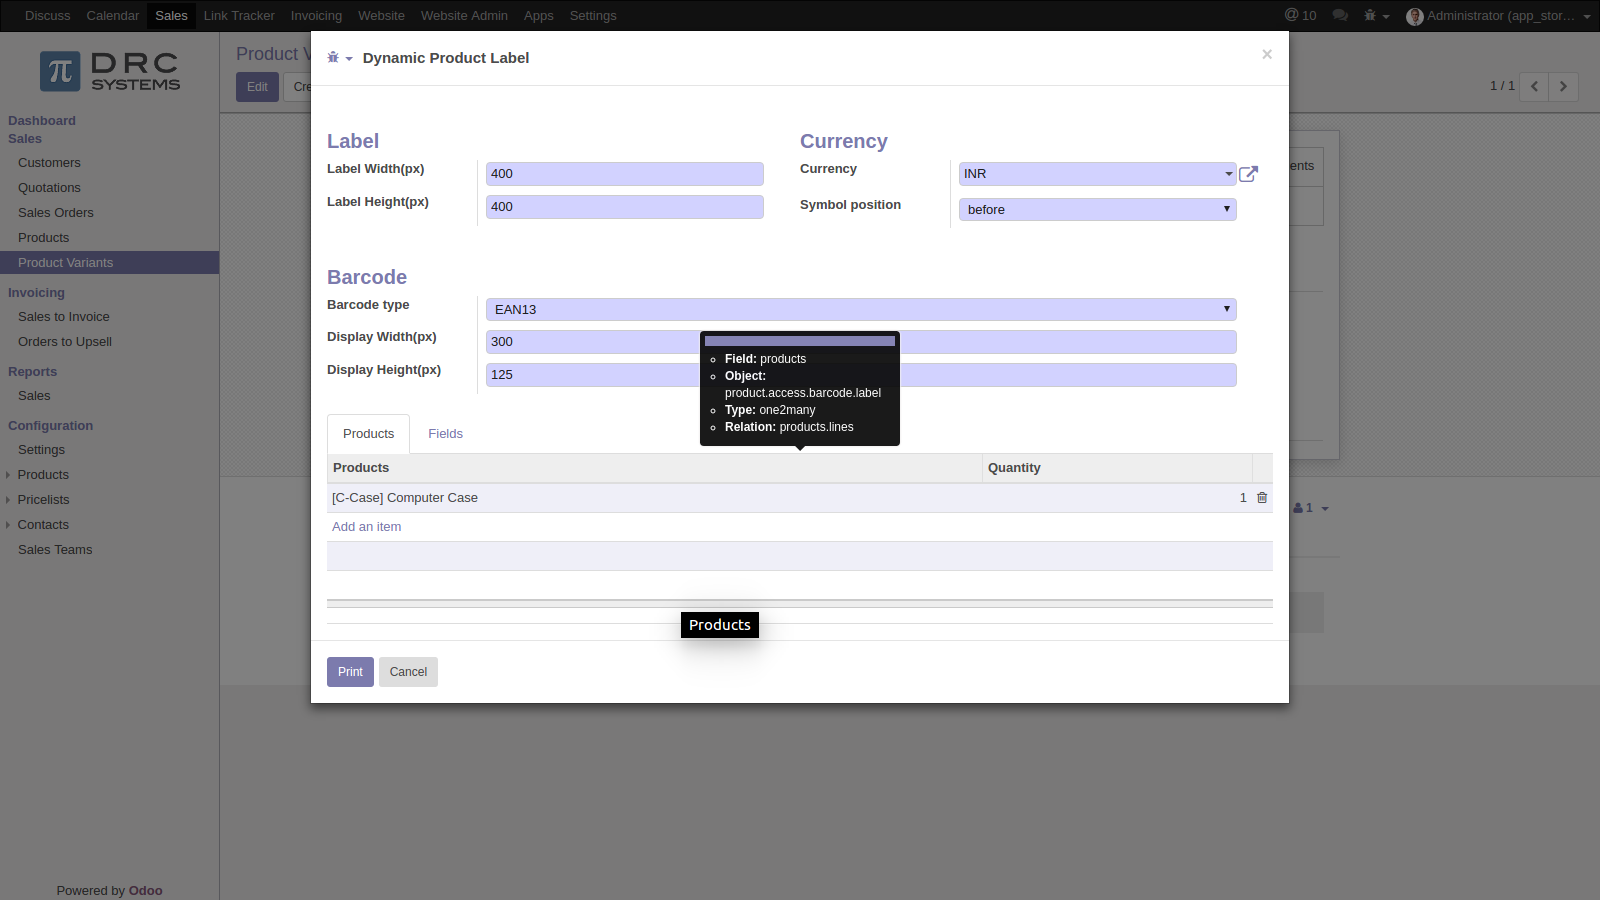 Discuss Calendar Sales Link Tracker Invoicing Website Website Admin Apps Settings @ 10 Administrator (app_stor...
DRC
SYSTEMS
Dashboard
Sales
Customers
Quotations
Sales Orders
Products
Product Variants
Invoicing
Sales to Invoice
Orders to Upsell
Reports
Sales
Configuration
Settings
Products
Pricelists
Contacts
Sales Teams
Powered by Odoo
Product V
Edit Cre
1 / 1
ents
1
Dynamic Product Label ×
Label
Label Width(px) 400
Label Height(px) 400
Currency
Currency INR
Symbol position before
Barcode
Barcode type EAN13
Display Width(px) 300
Display Height(px) 125
Field: products
Object:
product.access.barcode.label
Type: one2many
Relation: products.lines
Products Fields
Products Quantity
[C-Case] Computer Case 1
Add an item
Products
Print Cancel